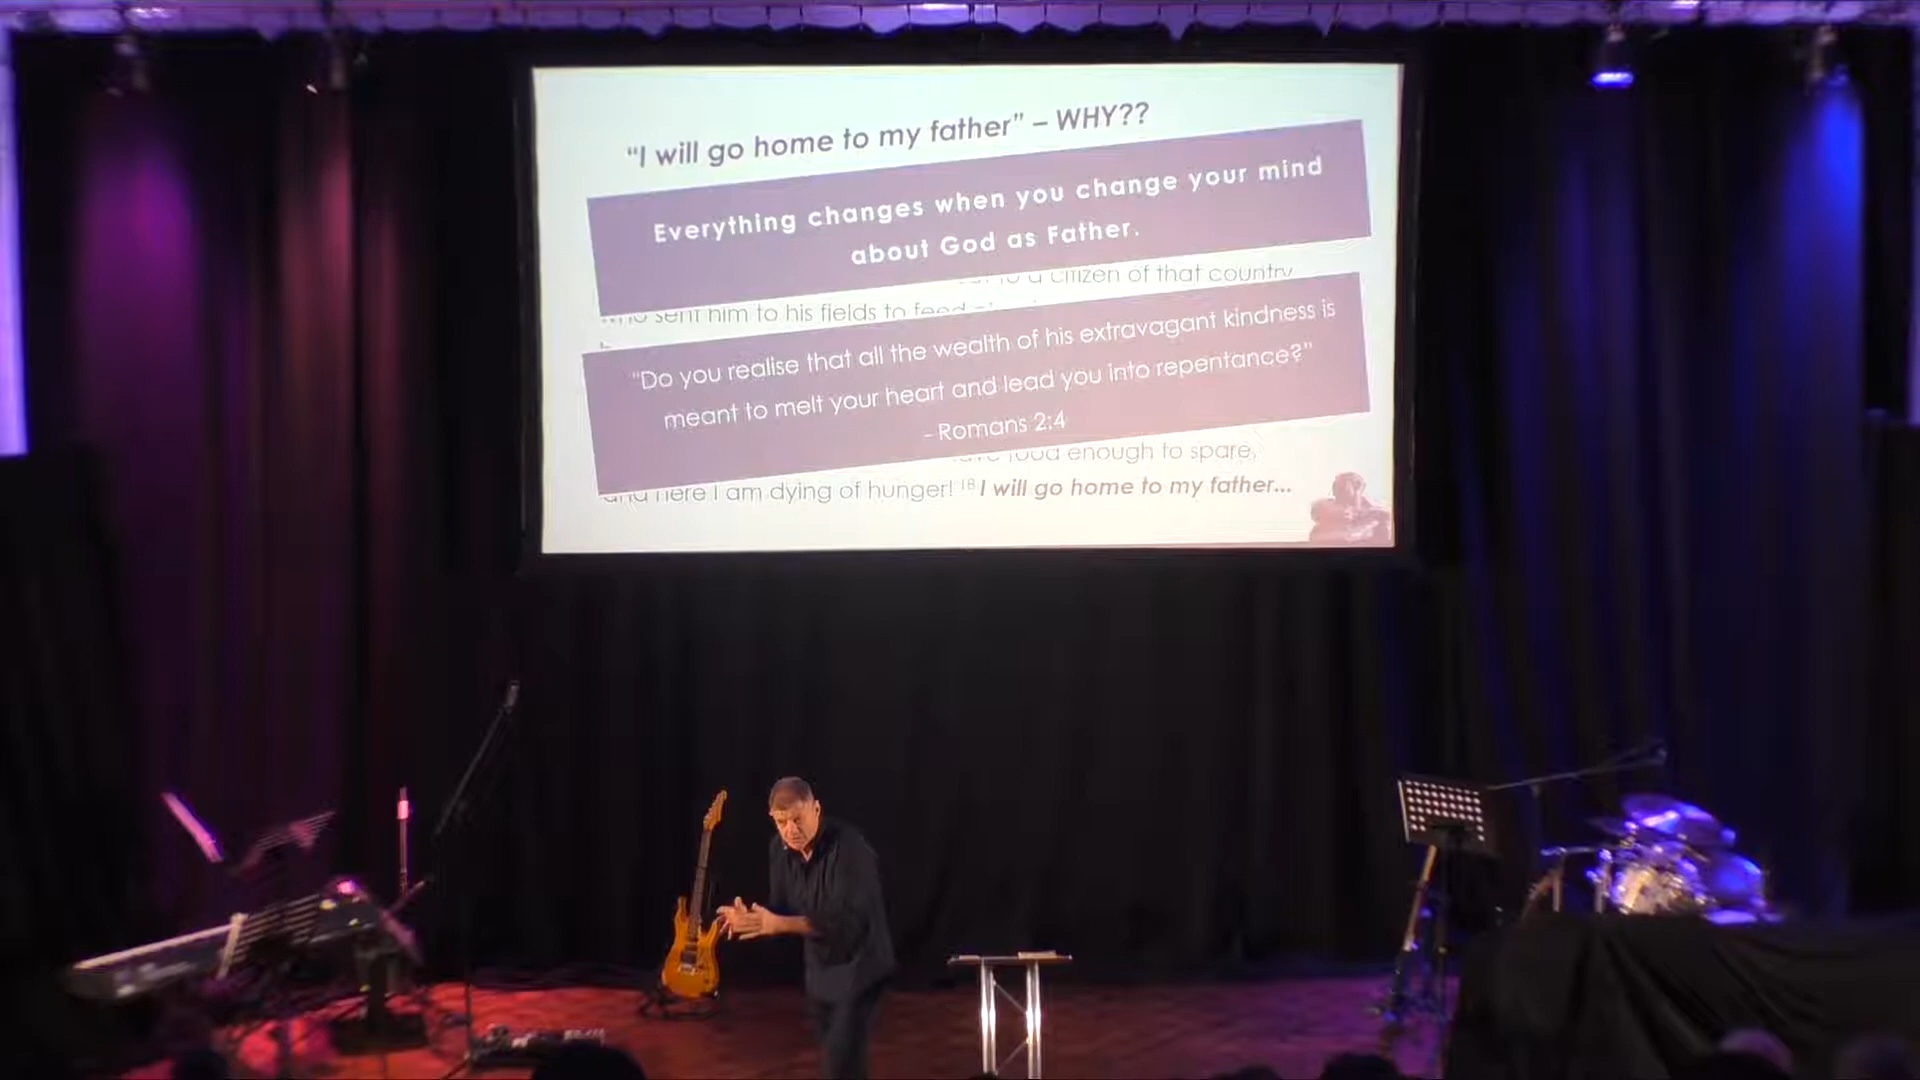 “I will go home to my father” – WHY??
Everything changes when you change your mind
about God as Father.
a citizen of that country
sent him to his fields to feed
“Do you realise that all the wealth of his extravagant kindness is
meant to melt your heart and lead you into repentance?”
- Romans 2:4
food enough to spare,
and here I am dying of hunger! 18 I will go home to my father...